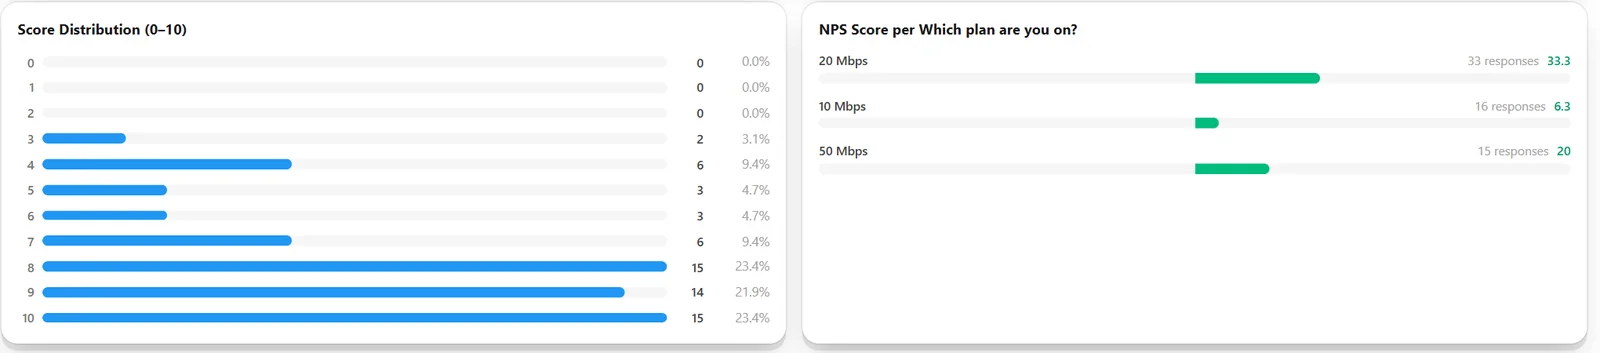 Score Distribution (0–10)
0 0 0.0%
1 0 0.0%
2 0 0.0%
3 2 3.1%
4 6 9.4%
5 3 4.7%
6 3 4.7%
7 6 9.4%
8 15 23.4%
9 14 21.9%
10 15 23.4%
NPS Score per Which plan are you on?
20 Mbps 33 responses 33.3
10 Mbps 16 responses 6.3
50 Mbps 15 responses 20